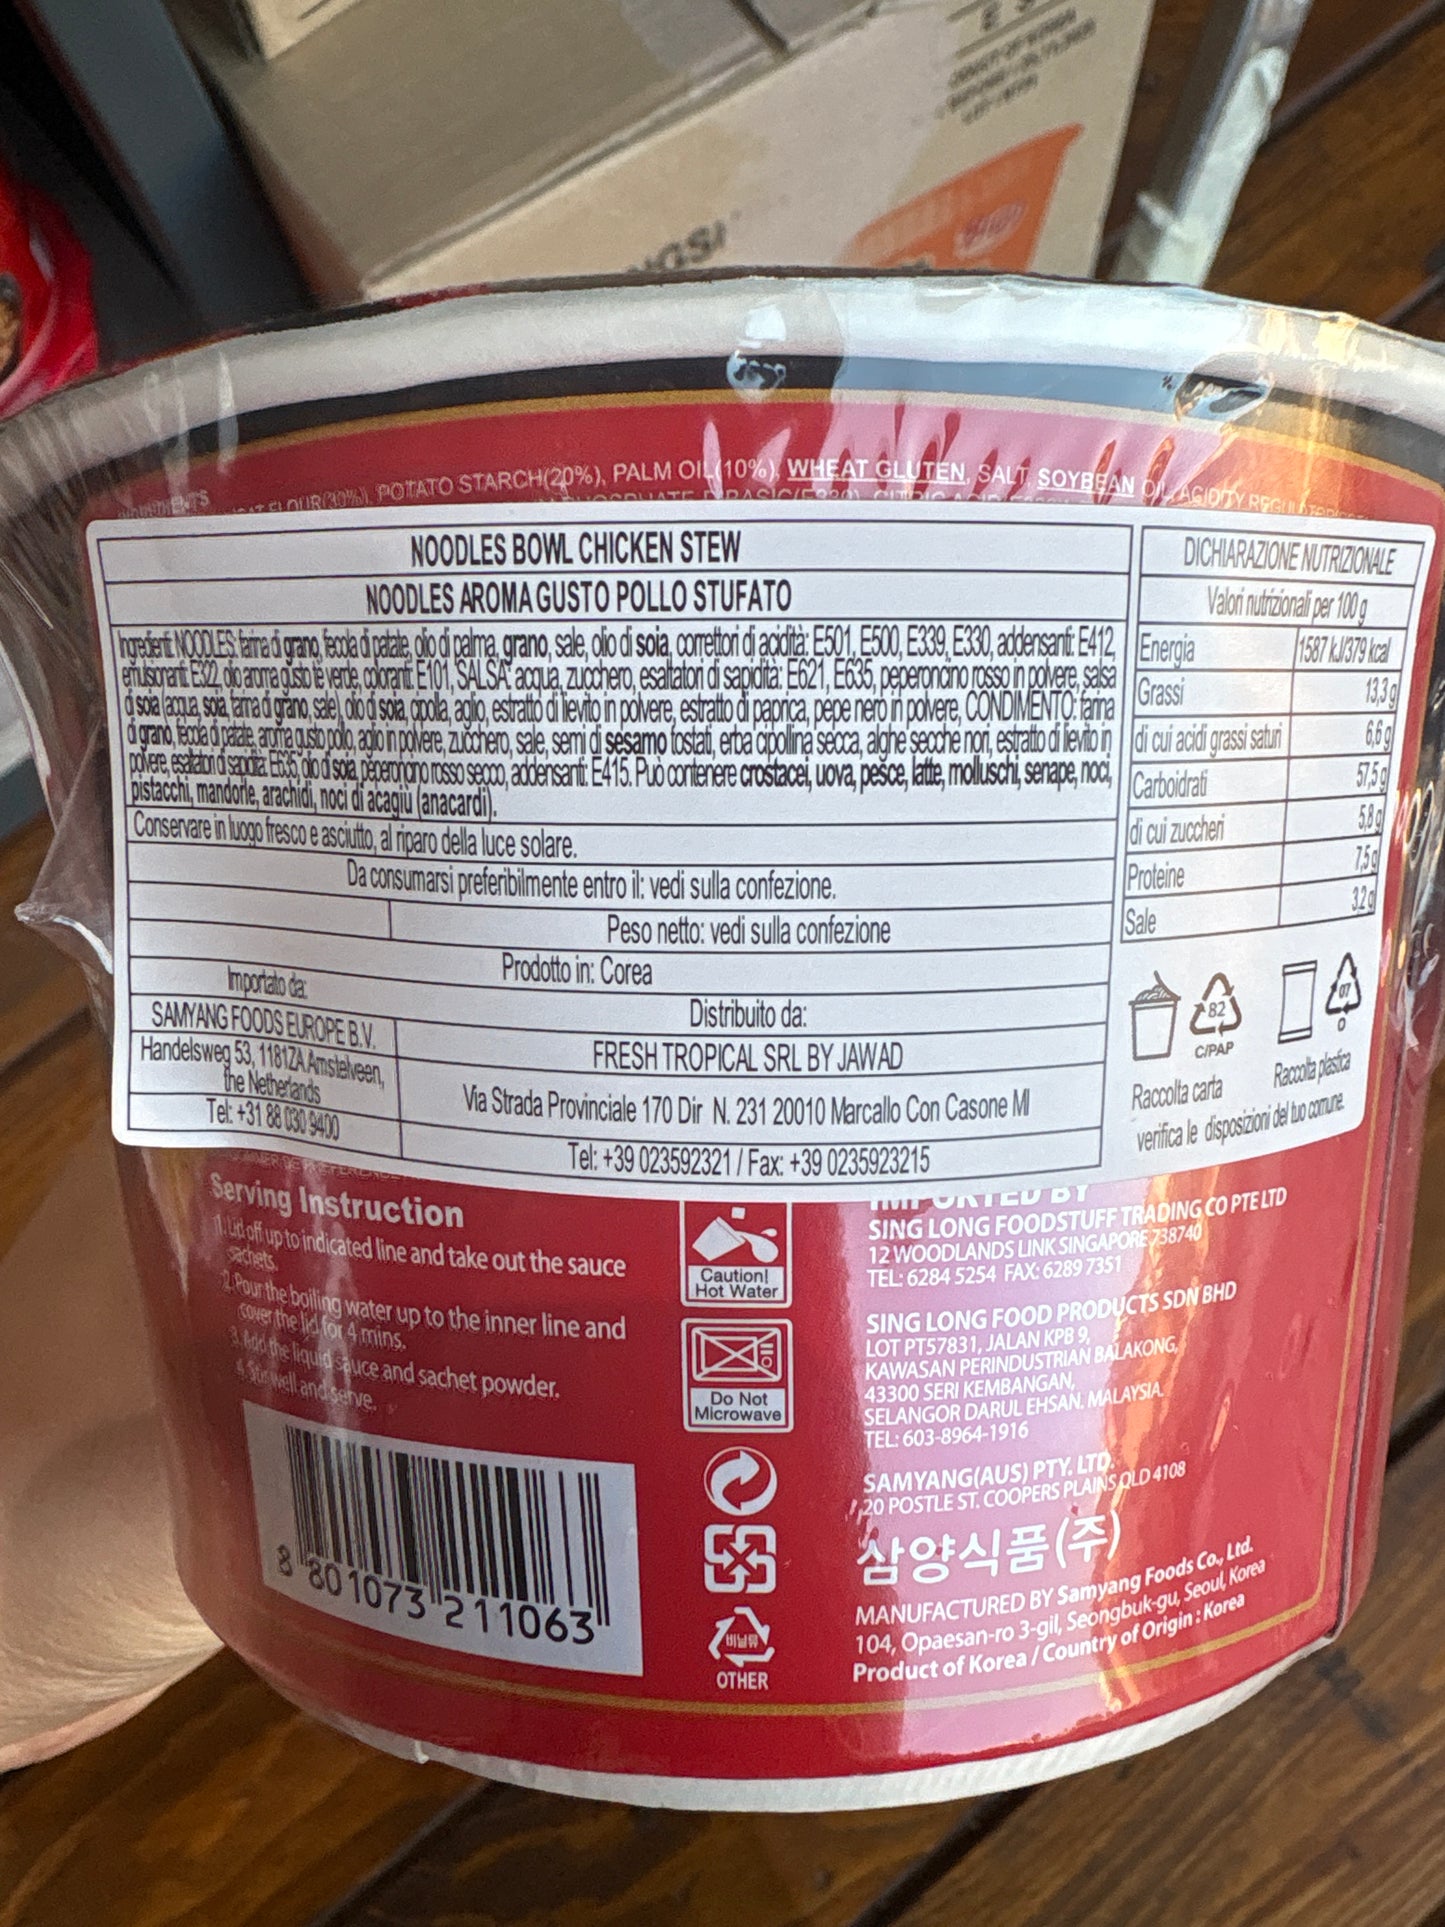 INGREDIENTS
FLOUR(30%), POTATO STARCH(20%), PALM OIL(10%), WHEAT GLUTEN, SALT, SOYBEAN OIL, ACIDITY
NOODLES BOWL CHICKEN STEW
NOODLES AROMA GUSTO POLLO STUFATO
Ingredienti: NOODLES: farina di grano, fecola di patate, olio di palma, grano, sale, olio di soia, correttori di acidità: E501, E500, E339, E330, addensanti: E412,
emulsionanti: E322, olio aroma gusto tè verde, coloranti: E101, SALSA: acqua, zucchero, esaltatori di sapidità: E621, E635, peperoncino rosso in polvere, salsa
di soia (acqua, soia, farina di grano, sale), olio di soia, cipolla, aglio, estratto di lievito in polvere, estratto di paprica, pepe nero in polvere, CONDIMENTO: farina
di grano, fecola di patate, aroma gusto pollo, aglio in polvere, zucchero, sale, semi di sesamo tostati, erba cipollina secca, alghe secche nori, estratto di lievito in
polvere, esaltatori di sapidità: E635, olio di soia, peperoncino rosso secco, addensanti: E415. Può contenere crostacei, uova, pesce, latte, molluschi, senape, noci,
pistacchi, mandorle, arachidi, noci di acagiu (anacardi).
Conservare in luogo fresco e asciutto, al riparo della luce solare.
Da consumarsi preferibilmente entro il: vedi sulla confezione.
Peso netto: vedi sulla confezione
Prodotto in: Corea
Importato da:
SAMYANG FOODS EUROPE B.V.
Handelsweg 53, 1181ZA Amstelveen,
the Netherlands
Tel: +31 88 030 9400
Distribuito da:
FRESH TROPICAL SRL BY JAWAD
Via Strada Provinciale 170 Dir N. 231 20010 Marcallo Con Casone MI
Tel: +39 023592321 / Fax: +39 0235923215
DICHIARAZIONE NUTRIZIONALE
Valori nutrizionali per 100 g
Energia 1587 kJ/379 kcal
Grassi 13,3 g
di cui acidi grassi saturi 6,6 g
Carboidrati 57,5 g
di cui zuccheri 5,8 g
Proteine 7,5 g
Sale 3,2 g
82
C/PAP
07
O
Raccolta carta Raccolta plastica
verifica le disposizioni del tuo comune.
Serving Instruction
1. Lid off up to indicated line and take out the sauce
sachets.
2. Pour the boiling water up to the inner line and
cover the lid for 4 mins.
3. Add the liquid sauce and sachet powder.
4. Stir well and serve.
8 801073 211063
Caution!
Hot Water
Do Not
Microwave
비닐류
OTHER
IMPORTED BY
SING LONG FOODSTUFF TRADING CO PTE LTD
12 WOODLANDS LINK SINGAPORE 738740
TEL: 6284 5254 FAX: 6289 7351
SING LONG FOOD PRODUCTS SDN BHD
LOT PT57831, JALAN KPB 9,
KAWASAN PERINDUSTRIAN BALAKONG,
43300 SERI KEMBANGAN,
SELANGOR DARUL EHSAN. MALAYSIA.
TEL: 603-8964-1916
SAMYANG(AUS) PTY. LTD.
20 POSTLE ST. COOPERS PLAINS QLD 4108
삼양식품(주)
MANUFACTURED BY Samyang Foods Co., Ltd.
104, Opaesan-ro 3-gil, Seongbuk-gu, Seoul, Korea
Product of Korea / Country of Origin : Korea